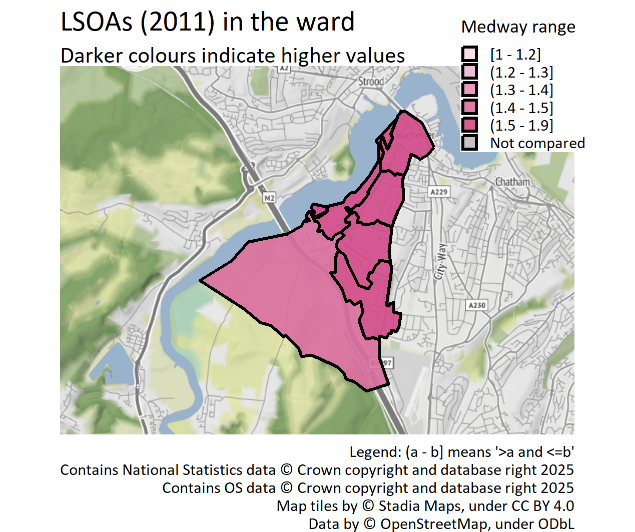 LSOAs (2011) in the ward
Darker colours indicate higher values
Medway range
[1 - 1.2]
(1.2 - 1.3]
(1.3 - 1.4]
(1.4 - 1.5]
(1.5 - 1.9]
Not compared
A2
Strood
A229
Chatham
M2
City Way
A230
Legend: (a - b] means '>a and <=b'
Contains National Statistics data © Crown copyright and database right 2025
Contains OS data © Crown copyright and database right 2025
Map tiles by © Stadia Maps, under CC BY 4.0
Data by © OpenStreetMap, under ODbL